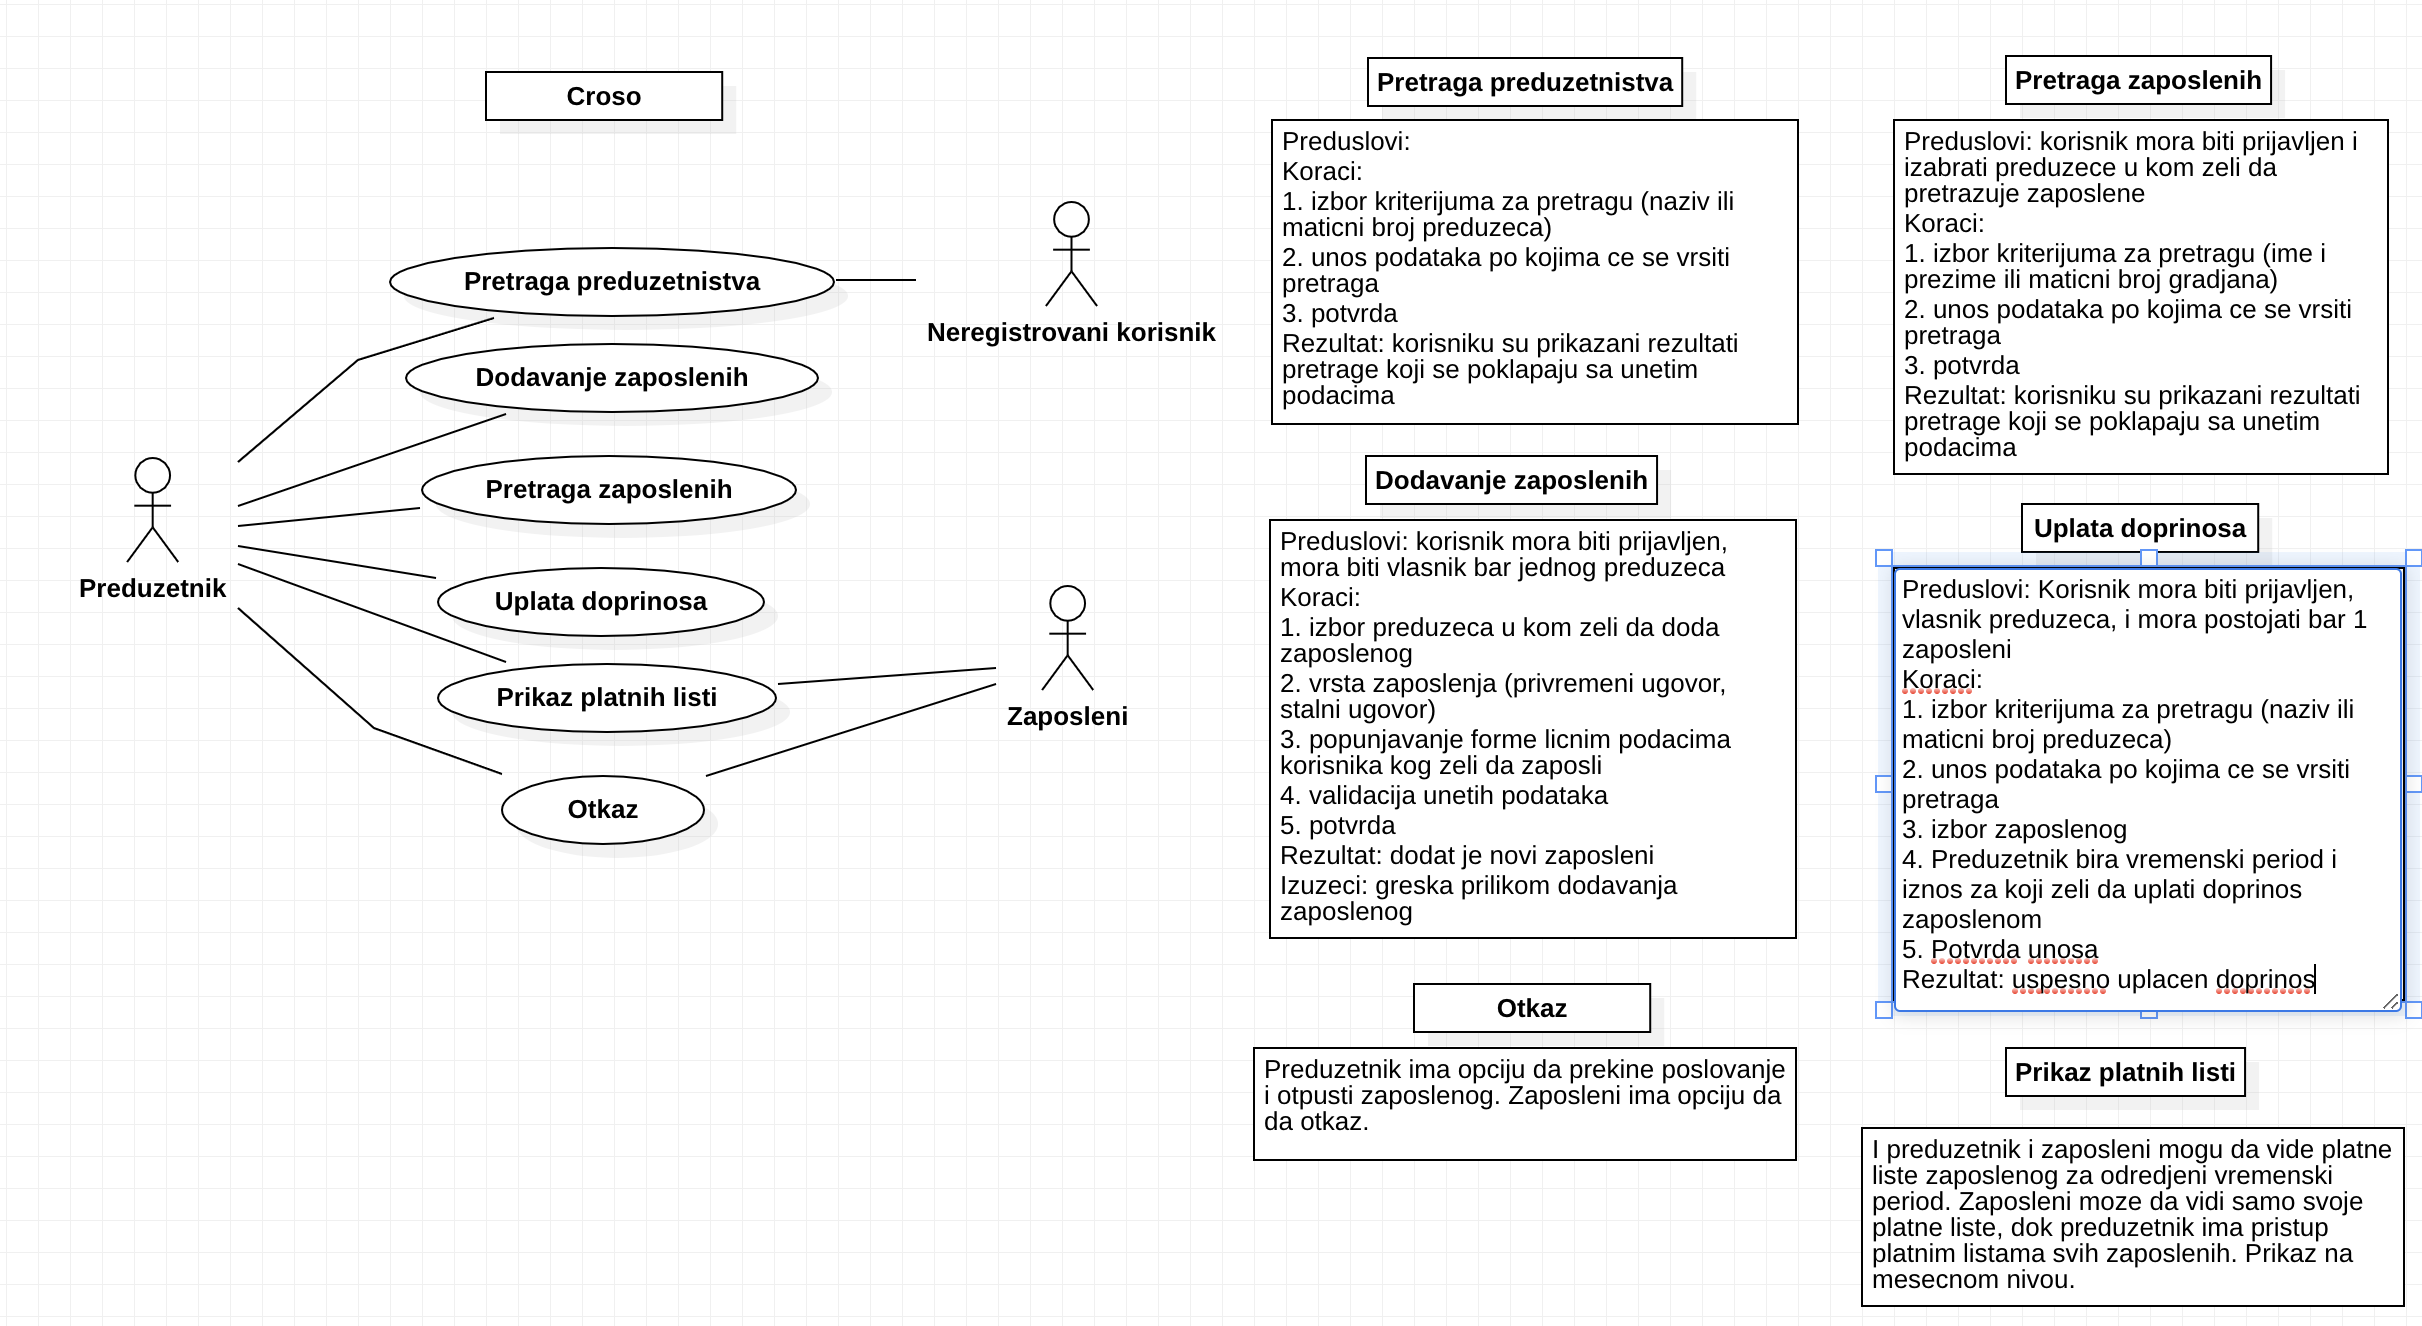 Croso
Pretraga preduzetnistva
Dodavanje zaposlenih
Pretraga zaposlenih
Uplata doprinosa
Prikaz platnih listi
Otkaz
Preduzetnik
Neregistrovani korisnik
Zaposleni
Pretraga preduzetnistva
Preduslovi:
Koraci:
1. izbor kriterijuma za pretragu (naziv ili
maticni broj preduzeca)
2. unos podataka po kojima ce se vrsiti
pretraga
3. potvrda
Rezultat: korisniku su prikazani rezultati
pretrage koji se poklapaju sa unetim
podacima
Dodavanje zaposlenih
Preduslovi: korisnik mora biti prijavljen,
mora biti vlasnik bar jednog preduzeca
Koraci:
1. izbor preduzeca u kom zeli da doda
zaposlenog
2. vrsta zaposlenja (privremeni ugovor,
stalni ugovor)
3. popunjavanje forme licnim podacima
korisnika kog zeli da zaposli
4. validacija unetih podataka
5. potvrda
Rezultat: dodat je novi zaposleni
Izuzeci: greska prilikom dodavanja
zaposlenog
Otkaz
Preduzetnik ima opciju da prekine poslovanje
i otpusti zaposlenog. Zaposleni ima opciju da
da otkaz.
Pretraga zaposlenih
Preduslovi: korisnik mora biti prijavljen i
izabrati preduzece u kom zeli da
pretrazuje zaposlene
Koraci:
1. izbor kriterijuma za pretragu (ime i
prezime ili maticni broj gradjana)
2. unos podataka po kojima ce se vrsiti
pretraga
3. potvrda
Rezultat: korisniku su prikazani rezultati
pretrage koji se poklapaju sa unetim
podacima
Uplata doprinosa
Preduslovi: Korisnik mora biti prijavljen,
vlasnik preduzeca, i mora postojati bar 1
zaposleni
Koraci:
1. izbor kriterijuma za pretragu (naziv ili
maticni broj preduzeca)
2. unos podataka po kojima ce se vrsiti
pretraga
3. izbor zaposlenog
4. Preduzetnik bira vremenski period i
iznos za koji zeli da uplati doprinos
zaposlenom
5. Potvrda unosa
Rezultat: uspesno uplacen doprinos
Prikaz platnih listi
I preduzetnik i zaposleni mogu da vide platne
liste zaposlenog za odredjeni vremenski
period. Zaposleni moze da vidi samo svoje
platne liste, dok preduzetnik ima pristup
platnim listama svih zaposlenih. Prikaz na
mesecnom nivou.